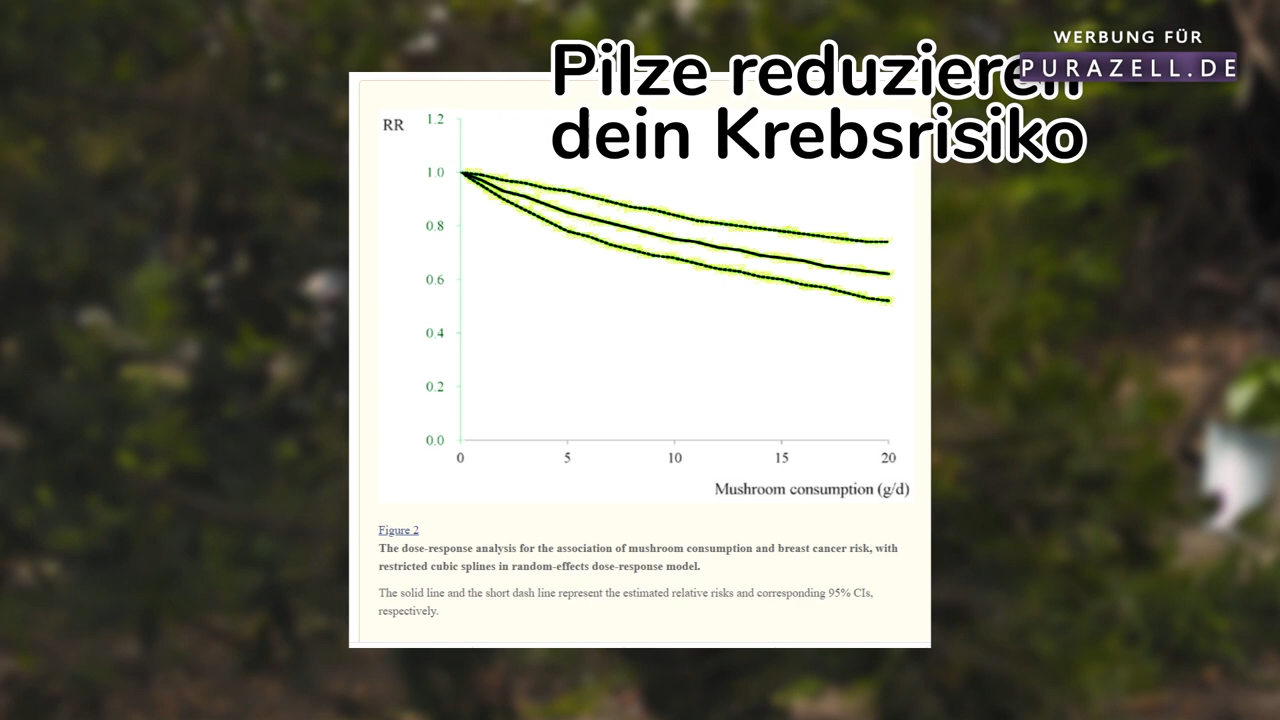 WERBUNG FÜR
PURAZELL.DE
Pilze reduzieren
dein Krebsrisiko
RR
1.2
1.0
0.8
0.6
0.4
0.2
0.0
0 5 10 15 20
Mushroom consumption (g/d)
Figure 2
The dose-response analysis for the association of mushroom consumption and breast cancer risk, with
restricted cubic splines in random-effects dose-response model.
The solid line and the short dash line represent the estimated relative risks and corresponding 95% CIs,
respectively.